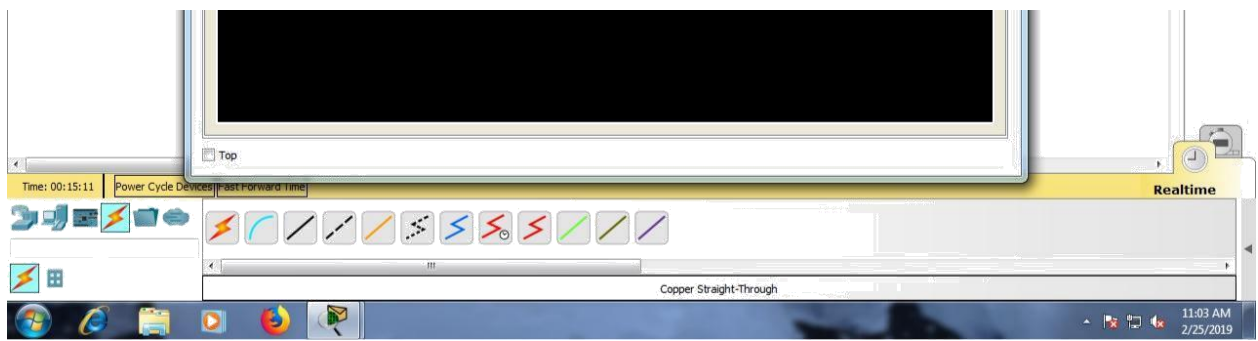 Top
Time: 00:15:11 Power Cycle Devices Fast Forward Time
Realtime
Copper Straight-Through
11:03 AM
2/25/2019